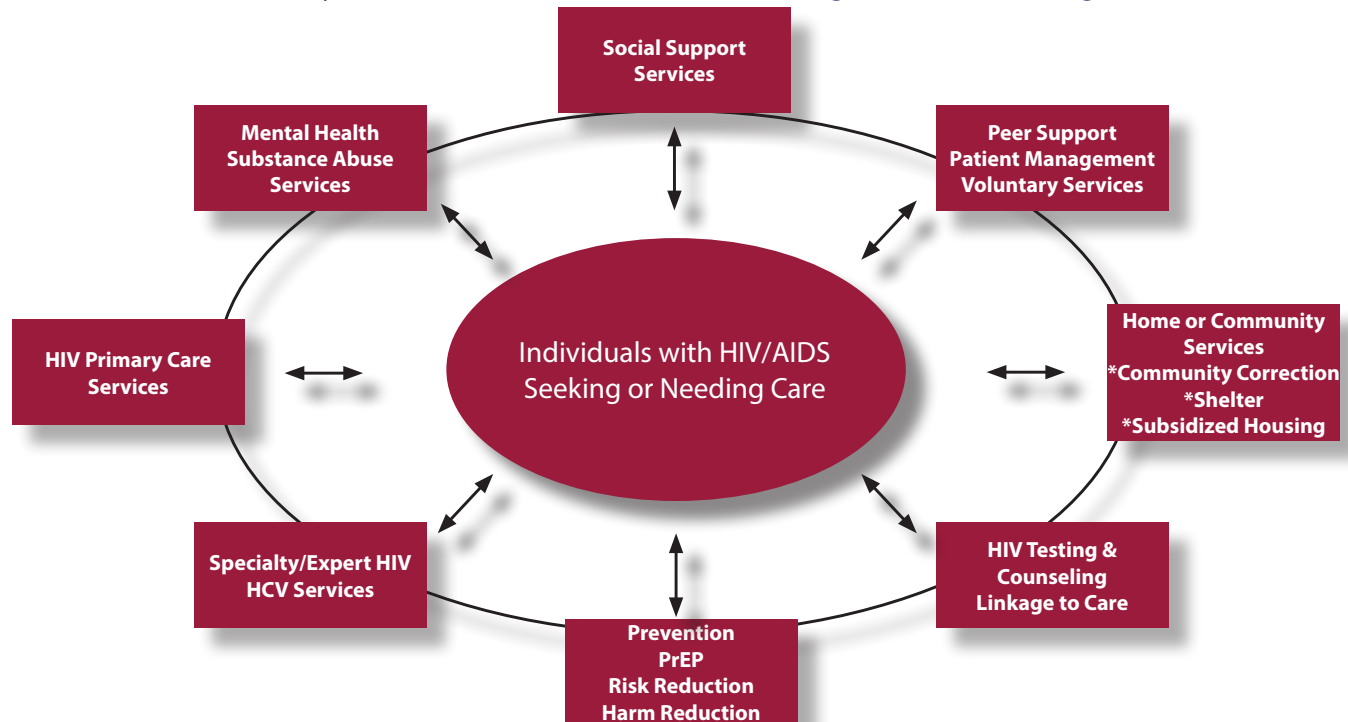 Social Support
Services
Mental Health
Substance Abuse
Services
Peer Support
Patient Management
Voluntary Services
HIV Primary Care
Services
Individuals with HIV/AIDS
Seeking or Needing Care
Home or Community
Services
*Community Correction
*Shelter
*Subsidized Housing
Specialty/Expert HIV
HCV Services
HIV Testing &
Counseling
Linkage to Care
Prevention
PrEP
Risk Reduction
Harm Reduction